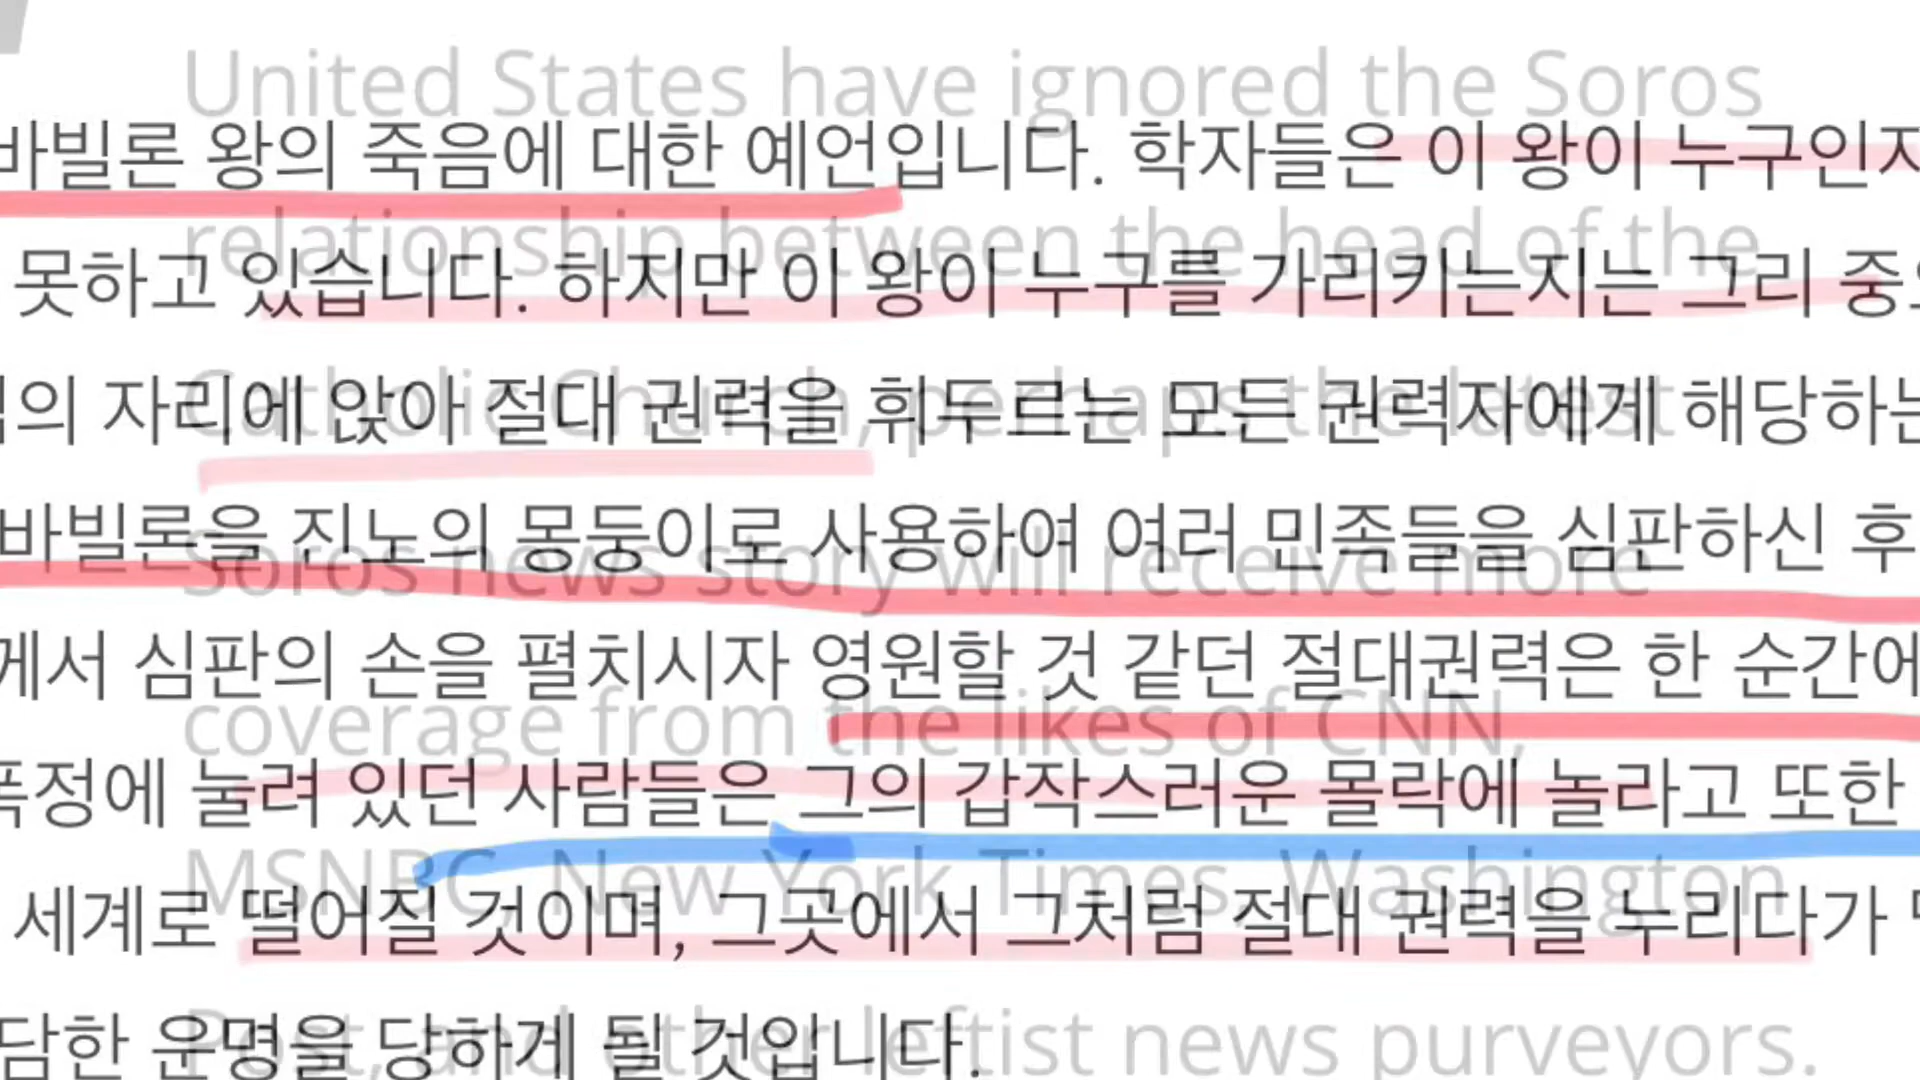 United States have ignored the Soros
바빌론 왕의 죽음에 대한 예언입니다. 학자들은 이 왕이 누구인지
relationship between the head of the
못하고 있습니다. 하지만 이 왕이 누구를 가리키는지는 그리
Catholic Church, perhaps the latest
의 자리에 앉아 절대 권력을 휘두르는 모든 권력자에게 해당하는
바빌론을 진노의 몽둥이로 사용하여 여러 민족들을 심판하신 후
Soros news story will receive more
께서 심판의 손을 펼치시자 영원할 것 같던 절대권력은 한 순간에
coverage from the likes of CNN,
폭정에 눌려 있던 사람들은 그의 갑작스러운 몰락에 놀라고 또한
MSNBC, New York Times, Washington
세계로 떨어질 것이며, 그곳에서 그처럼 절대 권력을 누리다가
Post, and other leftist news purveyors.
담한 운명을 당하게 될 것입니다.